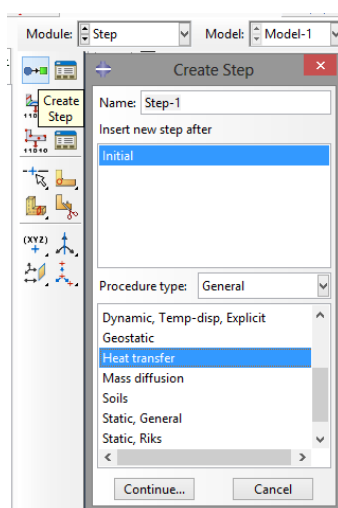 Module: Step Model: Model-1
Create Step
Create
Step
Name: Step-1
Insert new step after
Initial
(XYZ)
Procedure type: General
Dynamic, Temp-disp, Explicit
Geostatic
Heat transfer
Mass diffusion
Soils
Static, General
Static, Riks
Continue... Cancel